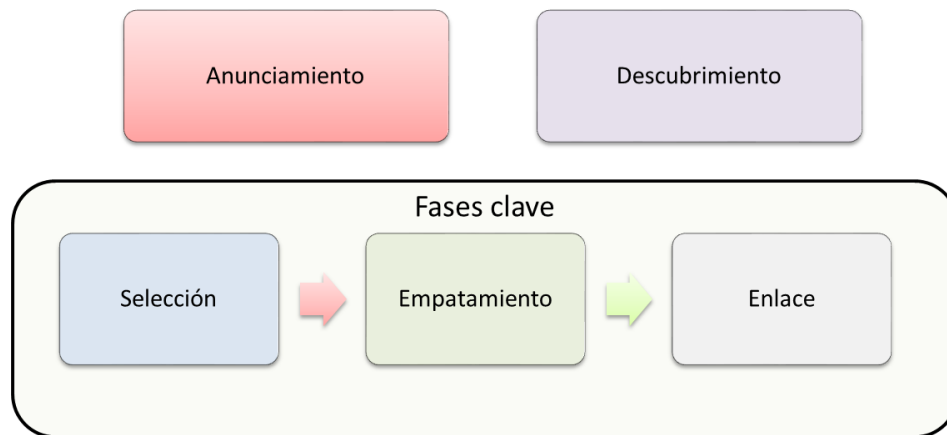 Anunciamiento
Descubrimiento
Fases clave
Selección
Empatamiento
Enlace